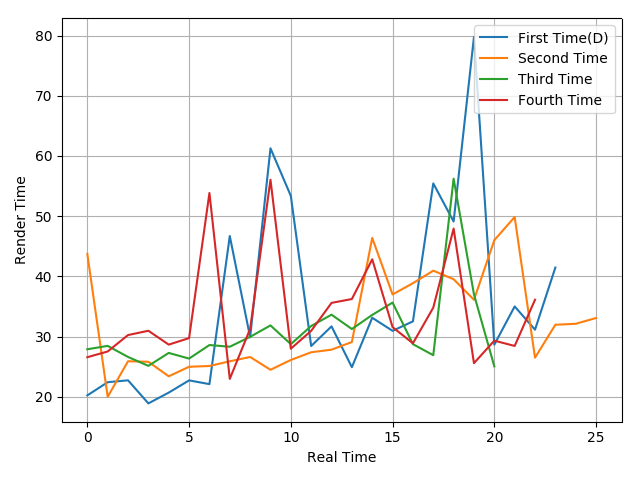 80
70
60
50
40
30
20
0 5 10 15 20 25
Render Time
Real Time
First Time(D)
Second Time
Third Time
Fourth Time